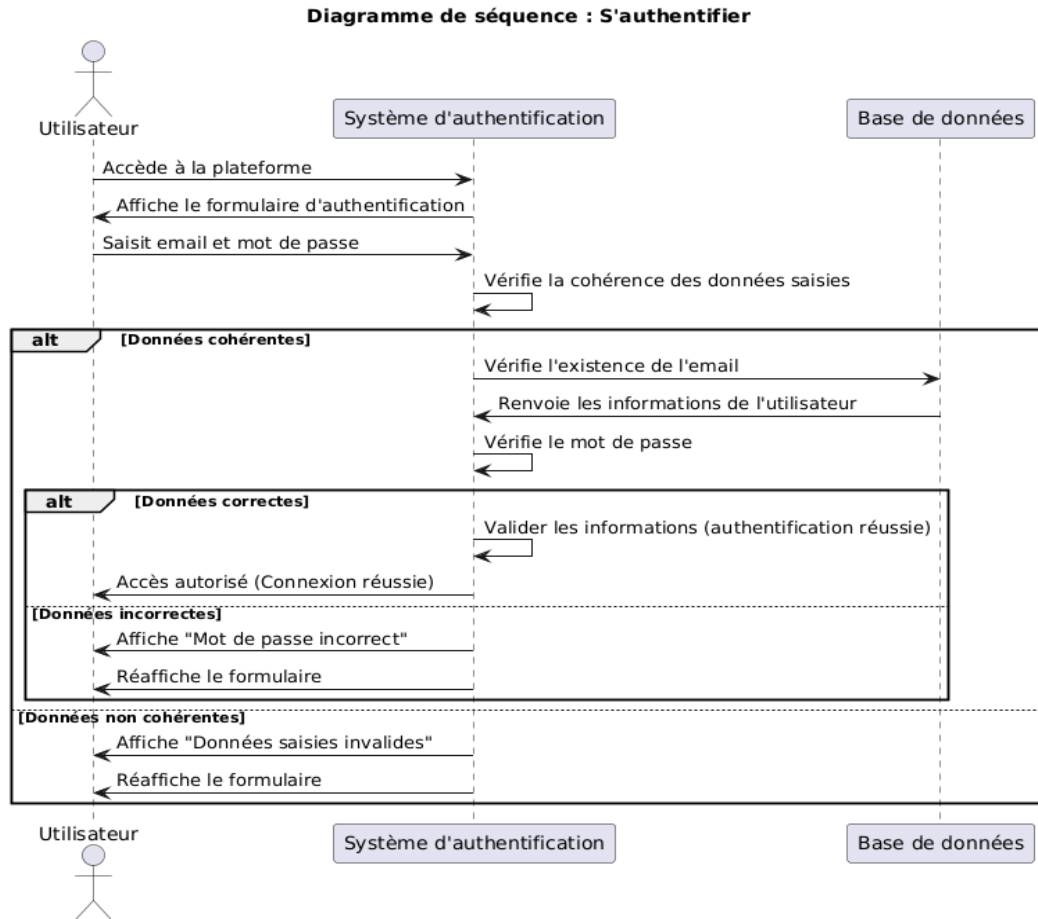 Diagramme de séquence : S'authentifier
Utilisateur
Système d'authentification
Base de données
Accède à la plateforme
Affiche le formulaire d'authentification
Saisit email et mot de passe
Vérifie la cohérence des données saisies
alt [Données cohérentes]
Vérifie l'existence de l'email
Renvoie les informations de l'utilisateur
Vérifie le mot de passe
alt [Données correctes]
Valider les informations (authentification réussie)
Accès autorisé (Connexion réussie)
[Données incorrectes]
Affiche "Mot de passe incorrect"
Réaffiche le formulaire
[Données non cohérentes]
Affiche "Données saisies invalides"
Réaffiche le formulaire
Utilisateur
Système d'authentification
Base de données